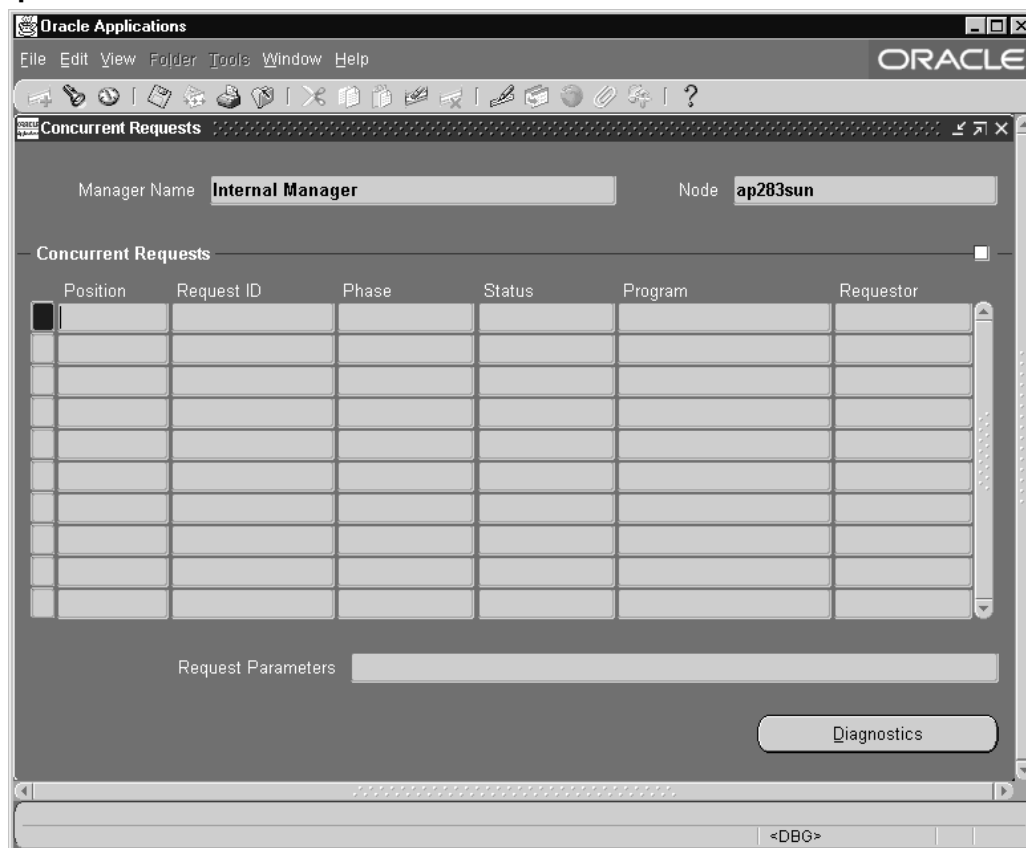 Oracle Applications
File Edit View Folder Tools Window Help
ORACLE
?
Concurrent Requests
Manager Name Internal Manager Node ap283sun
Concurrent Requests
Position Request ID Phase Status Program Requestor
Request Parameters
Diagnostics
<DBG>